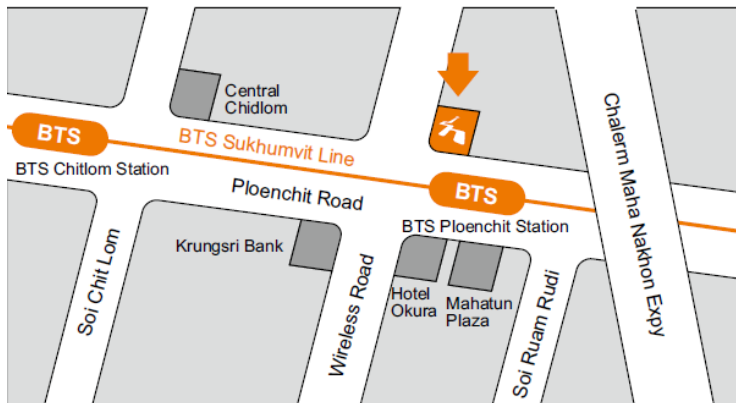 Central
Chidlom
BTS
BTS Sukhumvit Line
BTS Chitlom Station
Ploenchit Road
BTS
BTS Ploenchit Station
Krungsri Bank
Hotel
Okura
Mahatun
Plaza
Soi Chit Lom
Wireless Road
Soi Ruam Rudi
Chalerm Maha Nakhon Expy